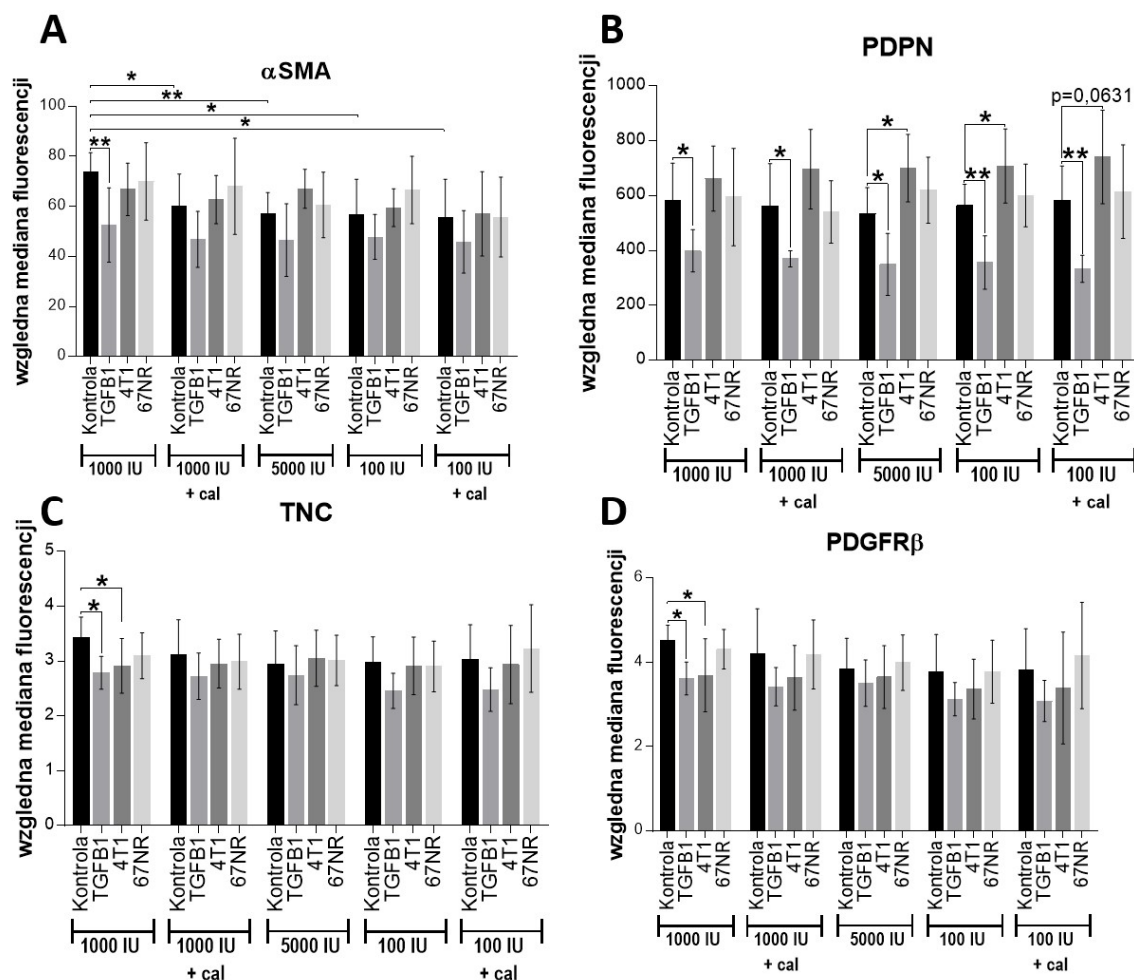 A
αSMA
*
**
*
*
**
względna mediana fluorescencji
100
80
60
40
20
0
Kontrola TGFB1 4T1 67NR Kontrola TGFB1 4T1 67NR Kontrola TGFB1 4T1 67NR Kontrola TGFB1 4T1 67NR Kontrola TGFB1 4T1 67NR
1000 IU 1000 IU + cal 5000 IU 100 IU 100 IU + cal
B
PDPN
p=0,0631
* * * * * ** **
względna mediana fluorescencji
1000
800
600
400
200
0
Kontrola TGFB1 4T1 67NR Kontrola TGFB1 4T1 67NR Kontrola TGFB1 4T1 67NR Kontrola TGFB1 4T1 67NR Kontrola TGFB1 4T1 67NR
1000 IU 1000 IU + cal 5000 IU 100 IU 100 IU + cal
C
TNC
*
*
względna mediana fluorescencji
5
4
3
2
1
0
Kontrola TGFB1 4T1 67NR Kontrola TGFB1 4T1 67NR Kontrola TGFB1 4T1 67NR Kontrola TGFB1 4T1 67NR Kontrola TGFB1 4T1 67NR
1000 IU 1000 IU + cal 5000 IU 100 IU 100 IU + cal
D
PDGFRβ
*
*
względna mediana fluorescencji
6
4
2
0
Kontrola TGFB1 4T1 67NR Kontrola TGFB1 4T1 67NR Kontrola TGFB1 4T1 67NR Kontrola TGFB1 4T1 67NR Kontrola TGFB1 4T1 67NR
1000 IU 1000 IU + cal 5000 IU 100 IU 100 IU + cal